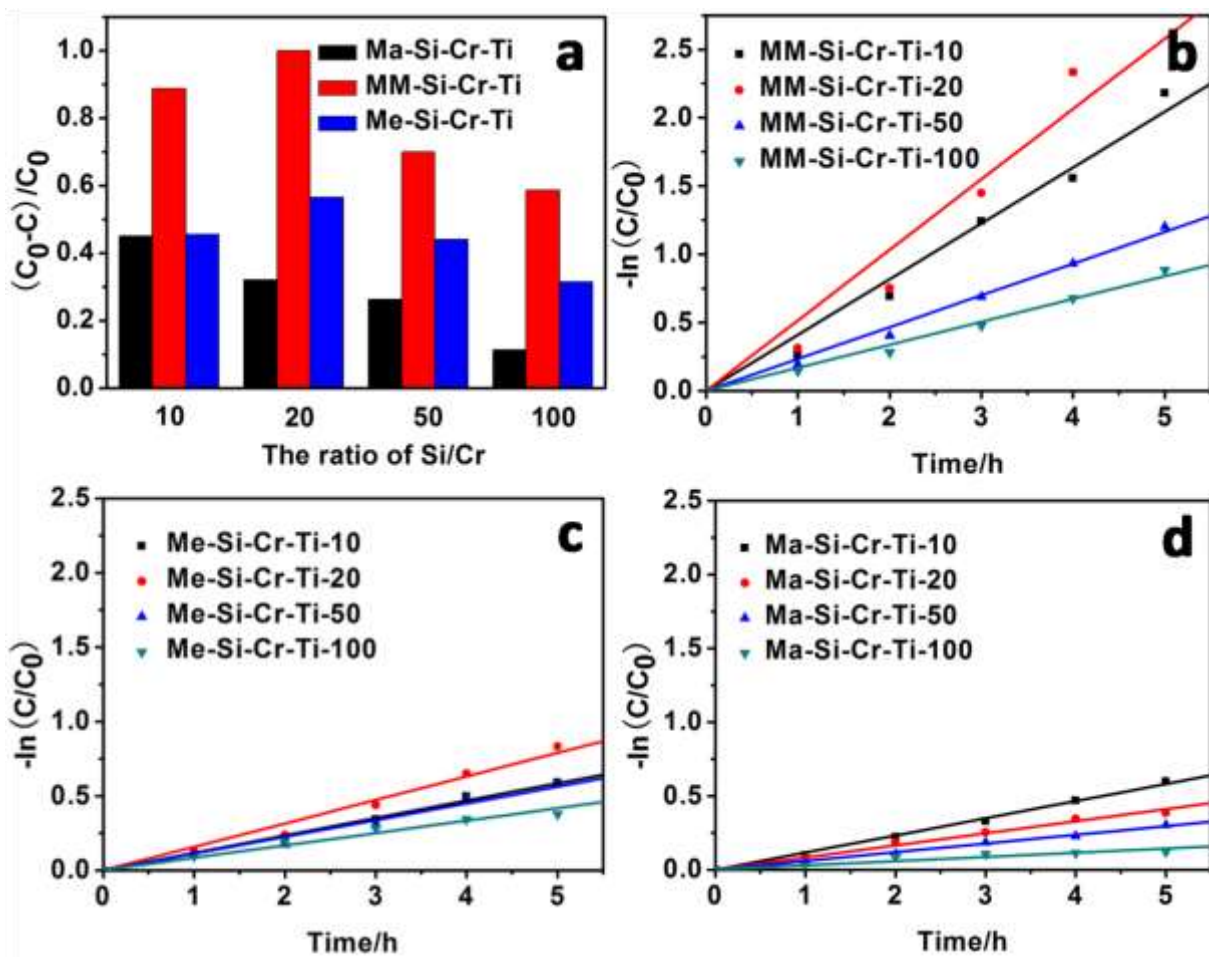 a
Ma-Si-Cr-Ti
MM-Si-Cr-Ti
Me-Si-Cr-Ti
(C0-C)/C0
1.0
0.8
0.6
0.4
0.2
0.0
10 20 50 100
The ratio of Si/Cr
b
MM-Si-Cr-Ti-10
MM-Si-Cr-Ti-20
MM-Si-Cr-Ti-50
MM-Si-Cr-Ti-100
-ln(C/C0)
2.5
2.0
1.5
1.0
0.5
0.0
0 1 2 3 4 5
Time/h
c
Me-Si-Cr-Ti-10
Me-Si-Cr-Ti-20
Me-Si-Cr-Ti-50
Me-Si-Cr-Ti-100
-ln(C/C0)
2.5
2.0
1.5
1.0
0.5
0.0
0 1 2 3 4 5
Time/h
d
Ma-Si-Cr-Ti-10
Ma-Si-Cr-Ti-20
Ma-Si-Cr-Ti-50
Ma-Si-Cr-Ti-100
-ln(C/C0)
2.5
2.0
1.5
1.0
0.5
0.0
0 1 2 3 4 5
Time/h